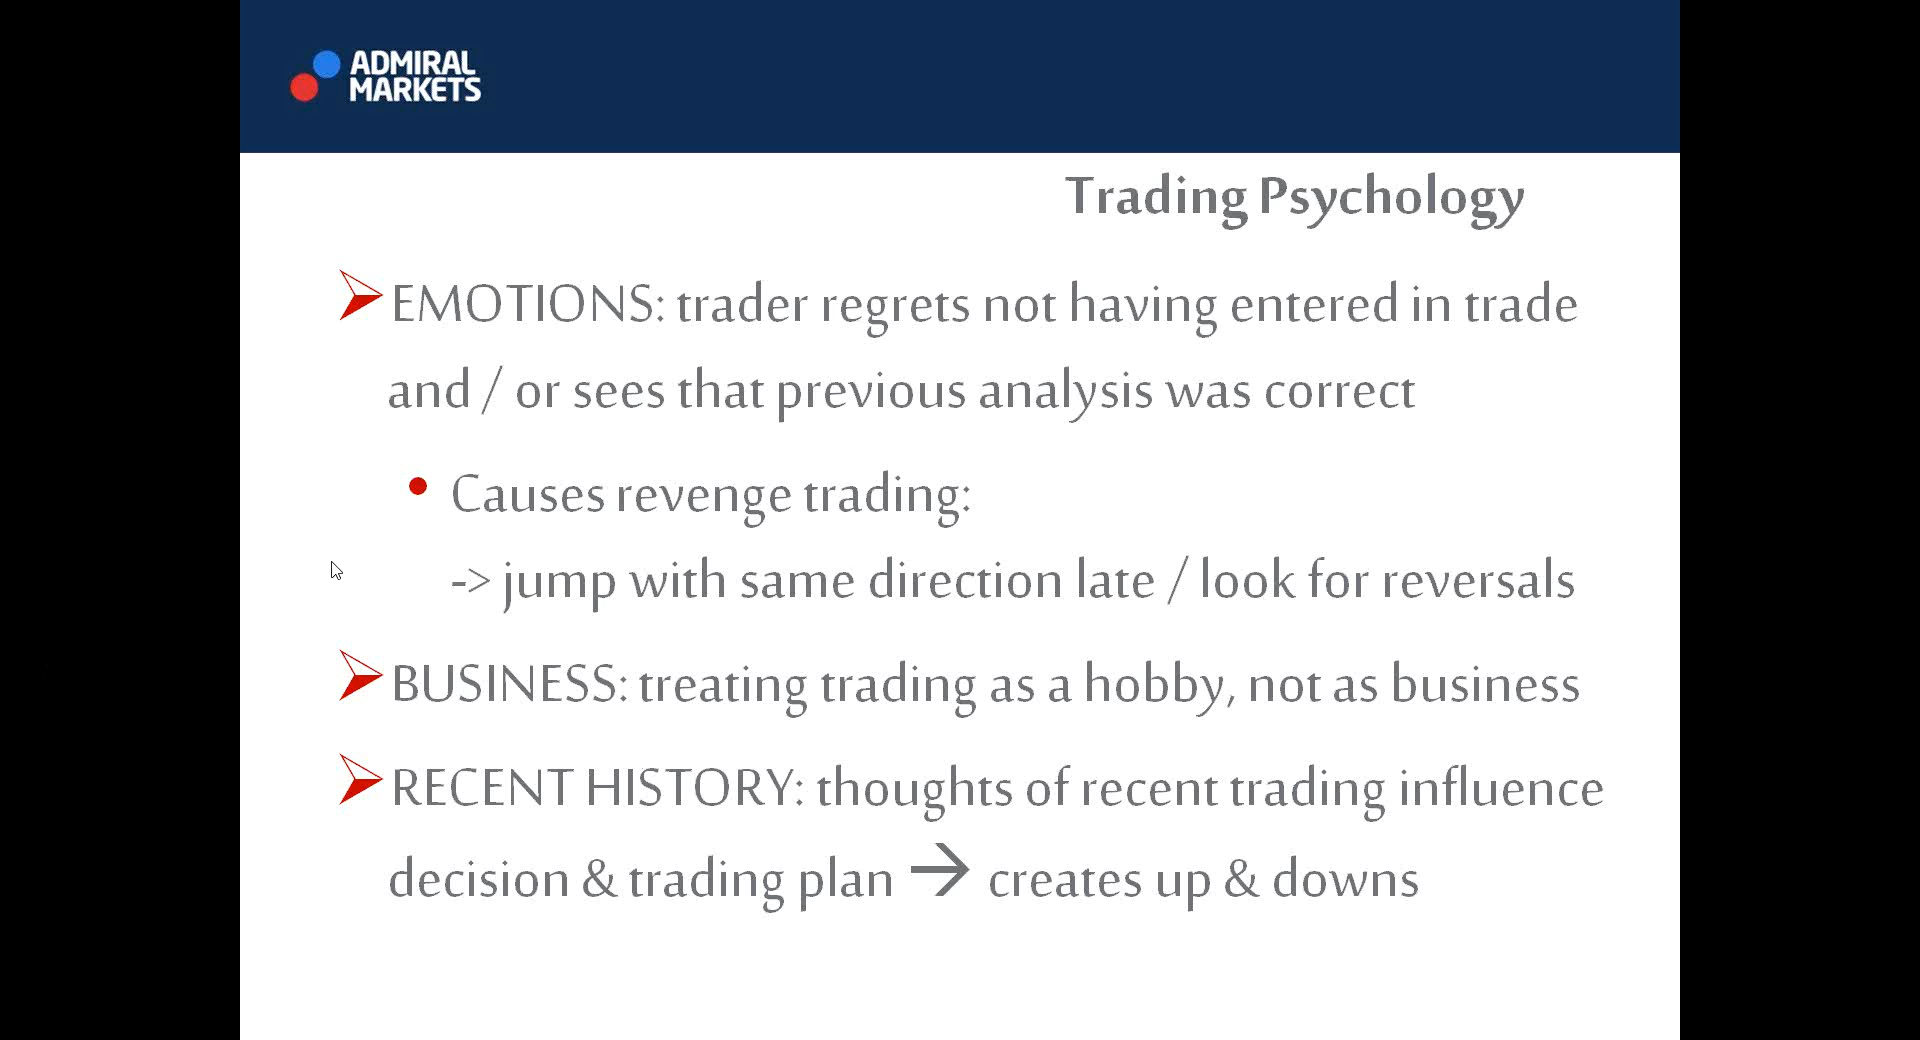 ADMIRAL
MARKETS
Trading Psychology
EMOTIONS: trader regrets not having entered in trade
and / or sees that previous analysis was correct
• Causes revenge trading:
-> jump with same direction late / look for reversals
BUSINESS: treating trading as a hobby, not as business
RECENT HISTORY: thoughts of recent trading influence
decision & trading plan → creates up & downs